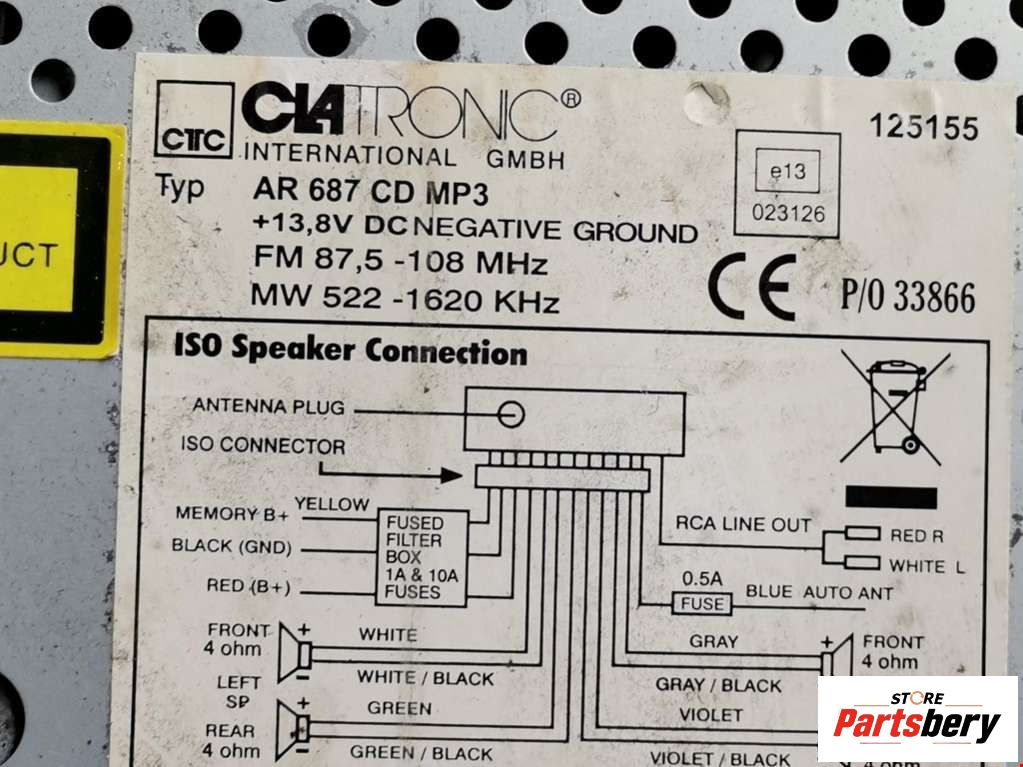 CTC
CLATRONIC®
INTERNATIONAL GMBH
125155
Typ AR 687 CD MP3
e13
023126
+13,8V DC NEGATIVE GROUND
FM 87,5 -108 MHz
MW 522 -1620 KHz
P/O 33866
CE
UCT
ISO Speaker Connection
ANTENNA PLUG
ISO CONNECTOR
MEMORY B+
YELLOW
BLACK (GND)
RED (B+)
FUSED
FILTER
BOX
1A & 10A
FUSES
RCA LINE OUT
RED R
WHITE L
0.5A
FUSE
BLUE AUTO ANT
FRONT
4 ohm
+
-
WHITE
WHITE / BLACK
LEFT
SP
REAR
4 ohm
+
-
GREEN
GREEN / BLACK
GRAY
GRAY / BLACK
+
FRONT
4 ohm
VIOLET
VIOLET / BLACK
4 ohm
STORE
Partsbery